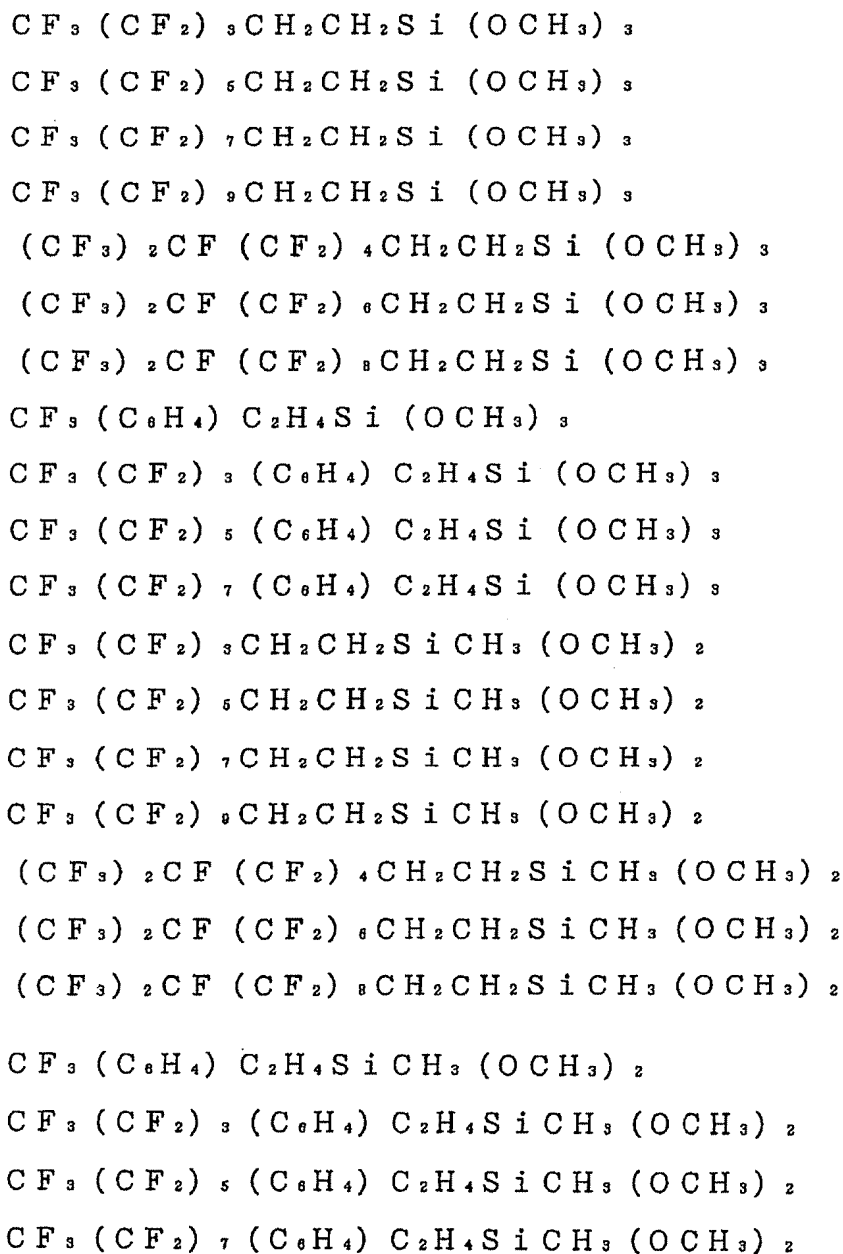 CF₃(CF₂)₃CH₂CH₂Si(OCH₃)₃
CF₃(CF₂)₅CH₂CH₂Si(OCH₃)₃
CF₃(CF₂)₇CH₂CH₂Si(OCH₃)₃
CF₃(CF₂)₉CH₂CH₂Si(OCH₃)₃
(CF₃)₂CF(CF₂)₄CH₂CH₂Si(OCH₃)₃
(CF₃)₂CF(CF₂)₆CH₂CH₂Si(OCH₃)₃
(CF₃)₂CF(CF₂)₈CH₂CH₂Si(OCH₃)₃
CF₃(C₆H₄)C₂H₄Si(OCH₃)₃
CF₃(CF₂)₃(C₆H₄)C₂H₄Si(OCH₃)₃
CF₃(CF₂)₅(C₆H₄)C₂H₄Si(OCH₃)₃
CF₃(CF₂)₇(C₆H₄)C₂H₄Si(OCH₃)₃
CF₃(CF₂)₃CH₂CH₂SiCH₃(OCH₃)₂
CF₃(CF₂)₅CH₂CH₂SiCH₃(OCH₃)₂
CF₃(CF₂)₇CH₂CH₂SiCH₃(OCH₃)₂
CF₃(CF₂)₉CH₂CH₂SiCH₃(OCH₃)₂
(CF₃)₂CF(CF₂)₄CH₂CH₂SiCH₃(OCH₃)₂
(CF₃)₂CF(CF₂)₆CH₂CH₂SiCH₃(OCH₃)₂
(CF₃)₂CF(CF₂)₈CH₂CH₂SiCH₃(OCH₃)₂
CF₃(C₆H₄)C₂H₄SiCH₃(OCH₃)₂
CF₃(CF₂)₃(C₆H₄)C₂H₄SiCH₃(OCH₃)₂
CF₃(CF₂)₅(C₆H₄)C₂H₄SiCH₃(OCH₃)₂
CF₃(CF₂)₇(C₆H₄)C₂H₄SiCH₃(OCH₃)₂